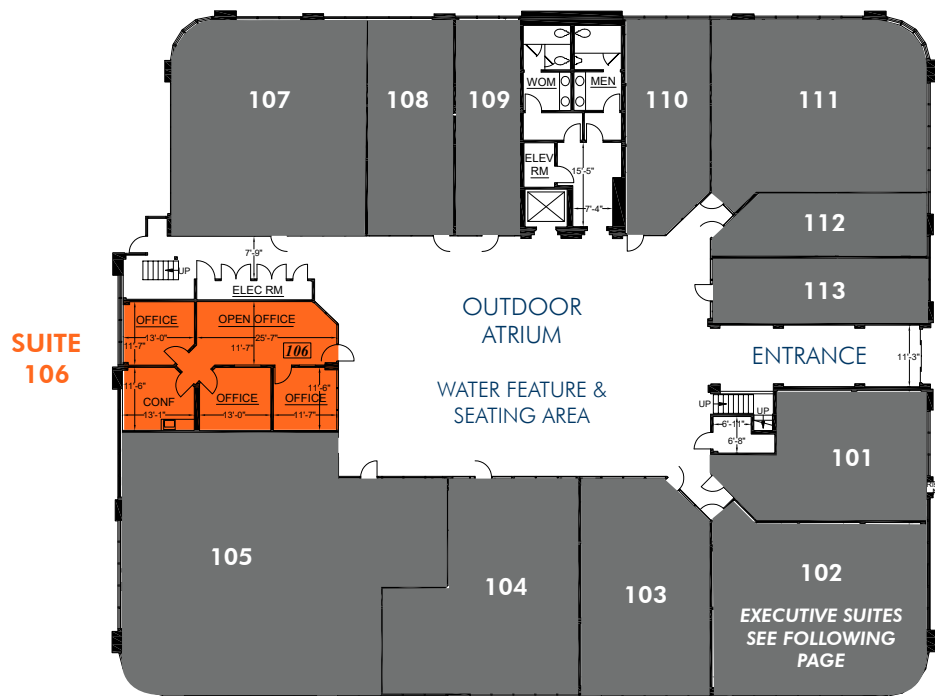 107
108
109
WOM
MEN
110
111
ELEV
RM
15'-5"
7'-4"
112
113
7'-9"
UP
ELEC RM
OUTDOOR
ATRIUM
WATER FEATURE &
SEATING AREA
ENTRANCE
11'-3"
SUITE
106
OFFICE
13'-0"
11'-7"
OPEN OFFICE
25'-7"
11'-7"
106
11'-6"
CONF
13'-1"
OFFICE
13'-0"
11'-6"
OFFICE
11'-7"
UP
UP
6'-11"
6'-8"
101
105
104
103
102
EXECUTIVE SUITES
SEE FOLLOWING
PAGE